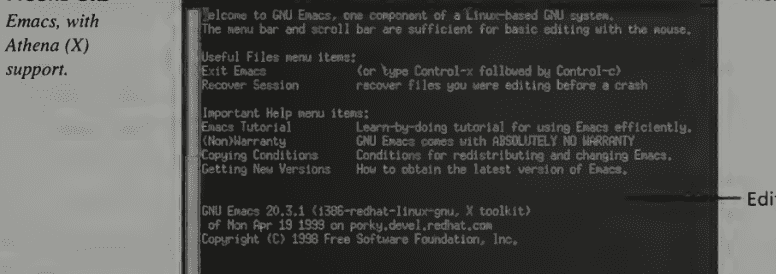 Emacs, with
Athena (X)
support.
Welcome to GNU Emacs, one component of a Linux-based GNU system.
The menu bar and scroll bar are sufficient for basic editing with the mouse.
Useful Files menu items:
Exit Emacs (or type Control-x followed by Control-c)
Recover Session recover files you were editing before a crash
Important Help menu items:
Emacs Tutorial Learn-by-doing tutorial for using Emacs efficiently.
(Non)Warranty GNU Emacs comes with ABSOLUTELY NO WARRANTY
Copying Conditions Conditions for redistributing and changing Emacs.
Getting New Versions How to obtain the latest version of Emacs.
Edi
GNU Emacs 20.3.1 (i386-redhat-linux-gnu, X toolkit)
of Mon Apr 19 1999 on porky.devel.redhat.com
Copyright (C) 1998 Free Software Foundation, Inc.